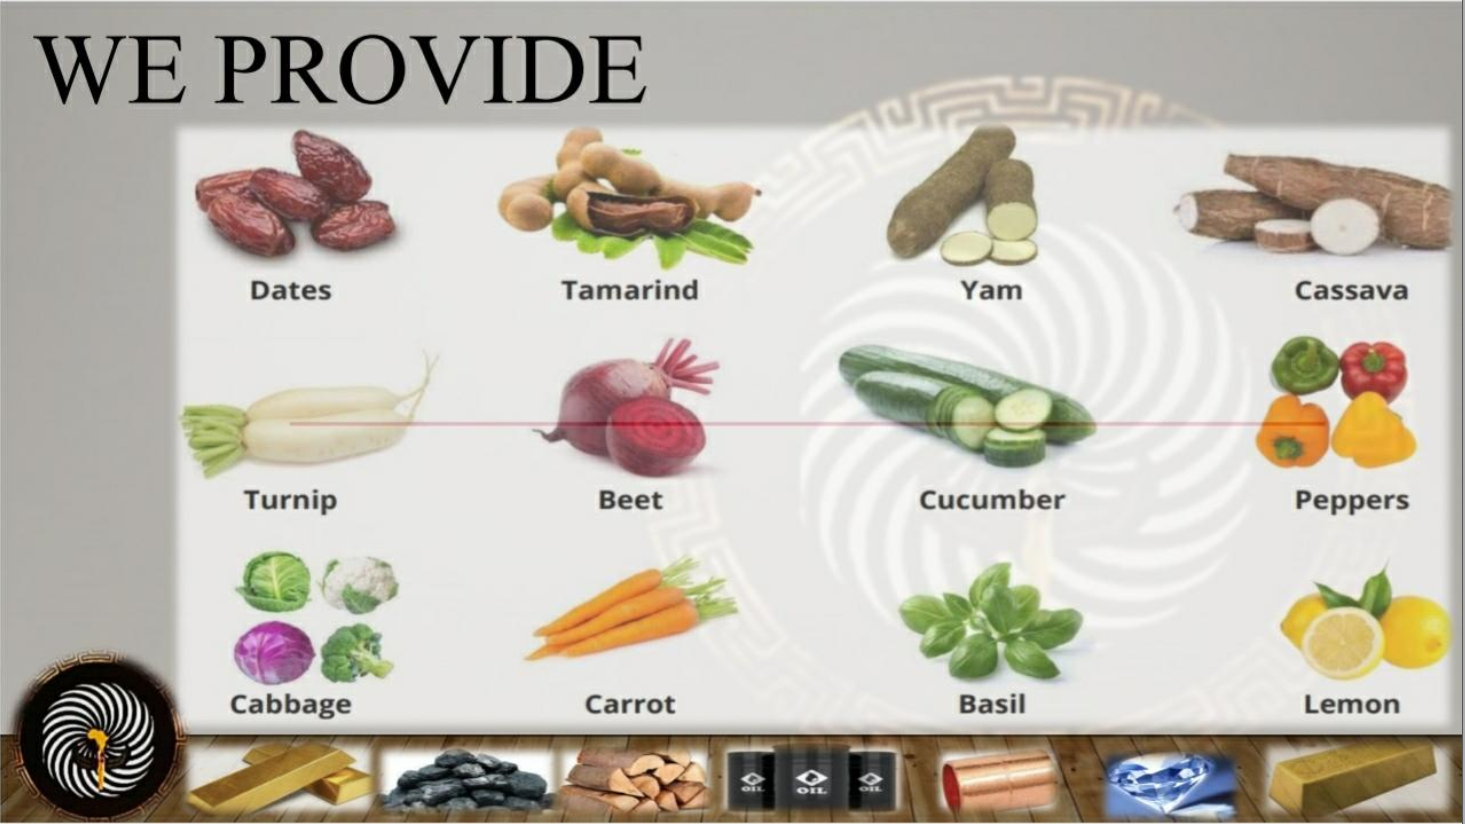 WE PROVIDE
Dates Tamarind Yam Cassava
Turnip Beet Cucumber Peppers
Cabbage Carrot Basil Lemon
OIL OIL OIL